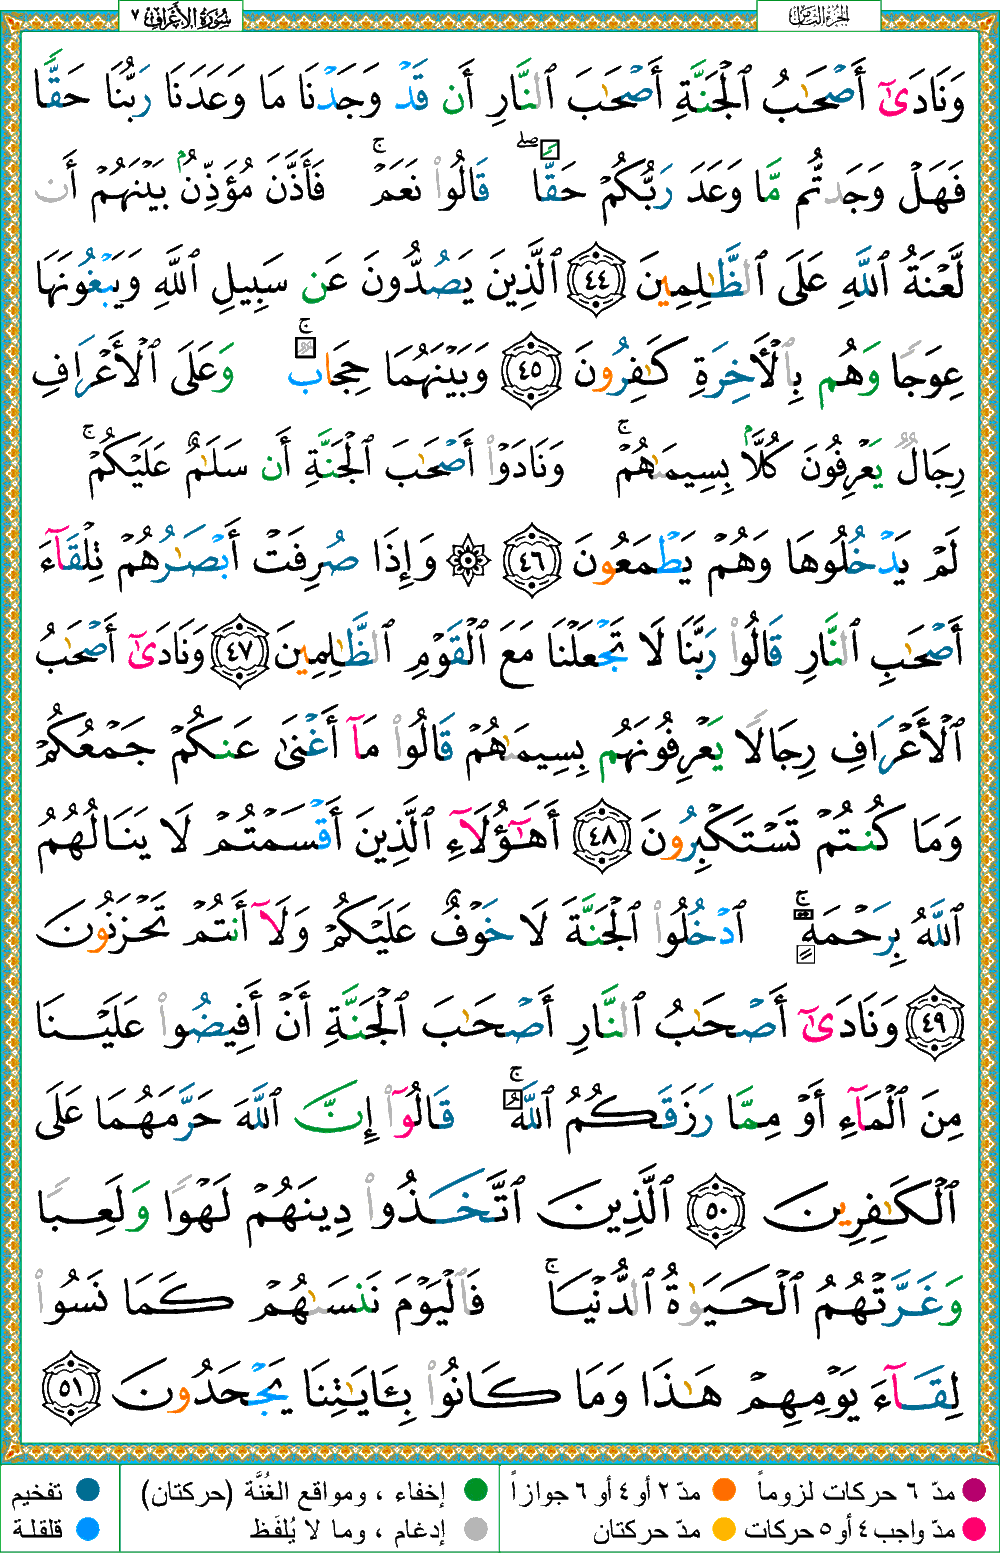 الجزء الثامن
سورة الأعراف ٧
وَنَادَىٰٓ أَصْحَٰبُ ٱلْجَنَّةِ أَصْحَٰبَ ٱلنَّارِ أَن قَدْ وَجَدْنَا مَا وَعَدَنَا رَبُّنَا حَقًّا
فَهَلْ وَجَدتُّم مَّا وَعَدَ رَبُّكُمْ حَقًّا ۖ قَالُوا۟ نَعَمْ ۚ فَأَذَّنَ مُؤَذِّنٌۢ بَيْنَهُمْ أَن
لَّعْنَةُ ٱللَّهِ عَلَى ٱلظَّٰلِمِينَ ٤٤ ٱلَّذِينَ يَصُدُّونَ عَن سَبِيلِ ٱللَّهِ وَيَبْغُونَهَا
عِوَجًا وَهُم بِٱلْأَخِرَةِ كَٰفِرُونَ ٤٥ وَبَيْنَهُمَا حِجَابٌ ۚ وَعَلَى ٱلْأَعْرَافِ
رِجَالٌ يَعْرِفُونَ كُلًّۢا بِسِيمَىٰهُمْ ۚ وَنَادَوْا۟ أَصْحَٰبَ ٱلْجَنَّةِ أَن سَلَٰمٌ عَلَيْكُمْ ۚ
لَمْ يَدْخُلُوهَا وَهُمْ يَطْمَعُونَ ٤٦ ۞ وَإِذَا صُرِفَتْ أَبْصَٰرُهُمْ تِلْقَآءَ
أَصْحَٰبِ ٱلنَّارِ قَالُوا۟ رَبَّنَا لَا تَجْعَلْنَا مَعَ ٱلْقَوْمِ ٱلظَّٰلِمِينَ ٤٧ وَنَادَىٰٓ أَصْحَٰبُ
ٱلْأَعْرَافِ رِجَالًا يَعْرِفُونَهُم بِسِيمَىٰهُمْ قَالُوا۟ مَآ أَغْنَىٰ عَنكُمْ جَمْعُكُمْ
وَمَا كُنتُمْ تَسْتَكْبِرُونَ ٤٨ أَهَٰٓؤُلَآءِ ٱلَّذِينَ أَقْسَمْتُمْ لَا يَنَالُهُمُ
ٱللَّهُ بِرَحْمَةٍ ۚ ٱدْخُلُوا۟ ٱلْجَنَّةَ لَا خَوْفٌ عَلَيْكُمْ وَلَآ أَنتُمْ تَحْزَنُونَ
٤٩ وَنَادَىٰٓ أَصْحَٰبُ ٱلنَّارِ أَصْحَٰبَ ٱلْجَنَّةِ أَنْ أَفِيضُوا۟ عَلَيْنَا
مِنَ ٱلْمَآءِ أَوْ مِمَّا رَزَقَكُمُ ٱللَّهُ ۚ قَالُوٓا۟ إِنَّ ٱللَّهَ حَرَّمَهُمَا عَلَى
ٱلْكَٰفِرِينَ ٥٠ ٱلَّذِينَ ٱتَّخَذُوا۟ دِينَهُمْ لَهْوًا وَلَعِبًا
وَغَرَّتْهُمُ ٱلْحَيَوٰةُ ٱلدُّنْيَا ۚ فَٱلْيَوْمَ نَنسَىٰهُمْ كَمَا نَسُوا۟
لِقَآءَ يَوْمِهِمْ هَٰذَا وَمَا كَانُوا۟ بِـَٔايَٰتِنَا يَجْحَدُونَ ٥١
مدّ ٦ حركات لزوماً مدّ ٢ أو ٤ أو ٦ جوازاً إخفاء ، ومواقع الغُنَّة (حركتان) تفخيم
مدّ واجب ٤ أو ٥ حركات مدّ حركتان إدغام ، وما لا يُلفَظ قلقلة